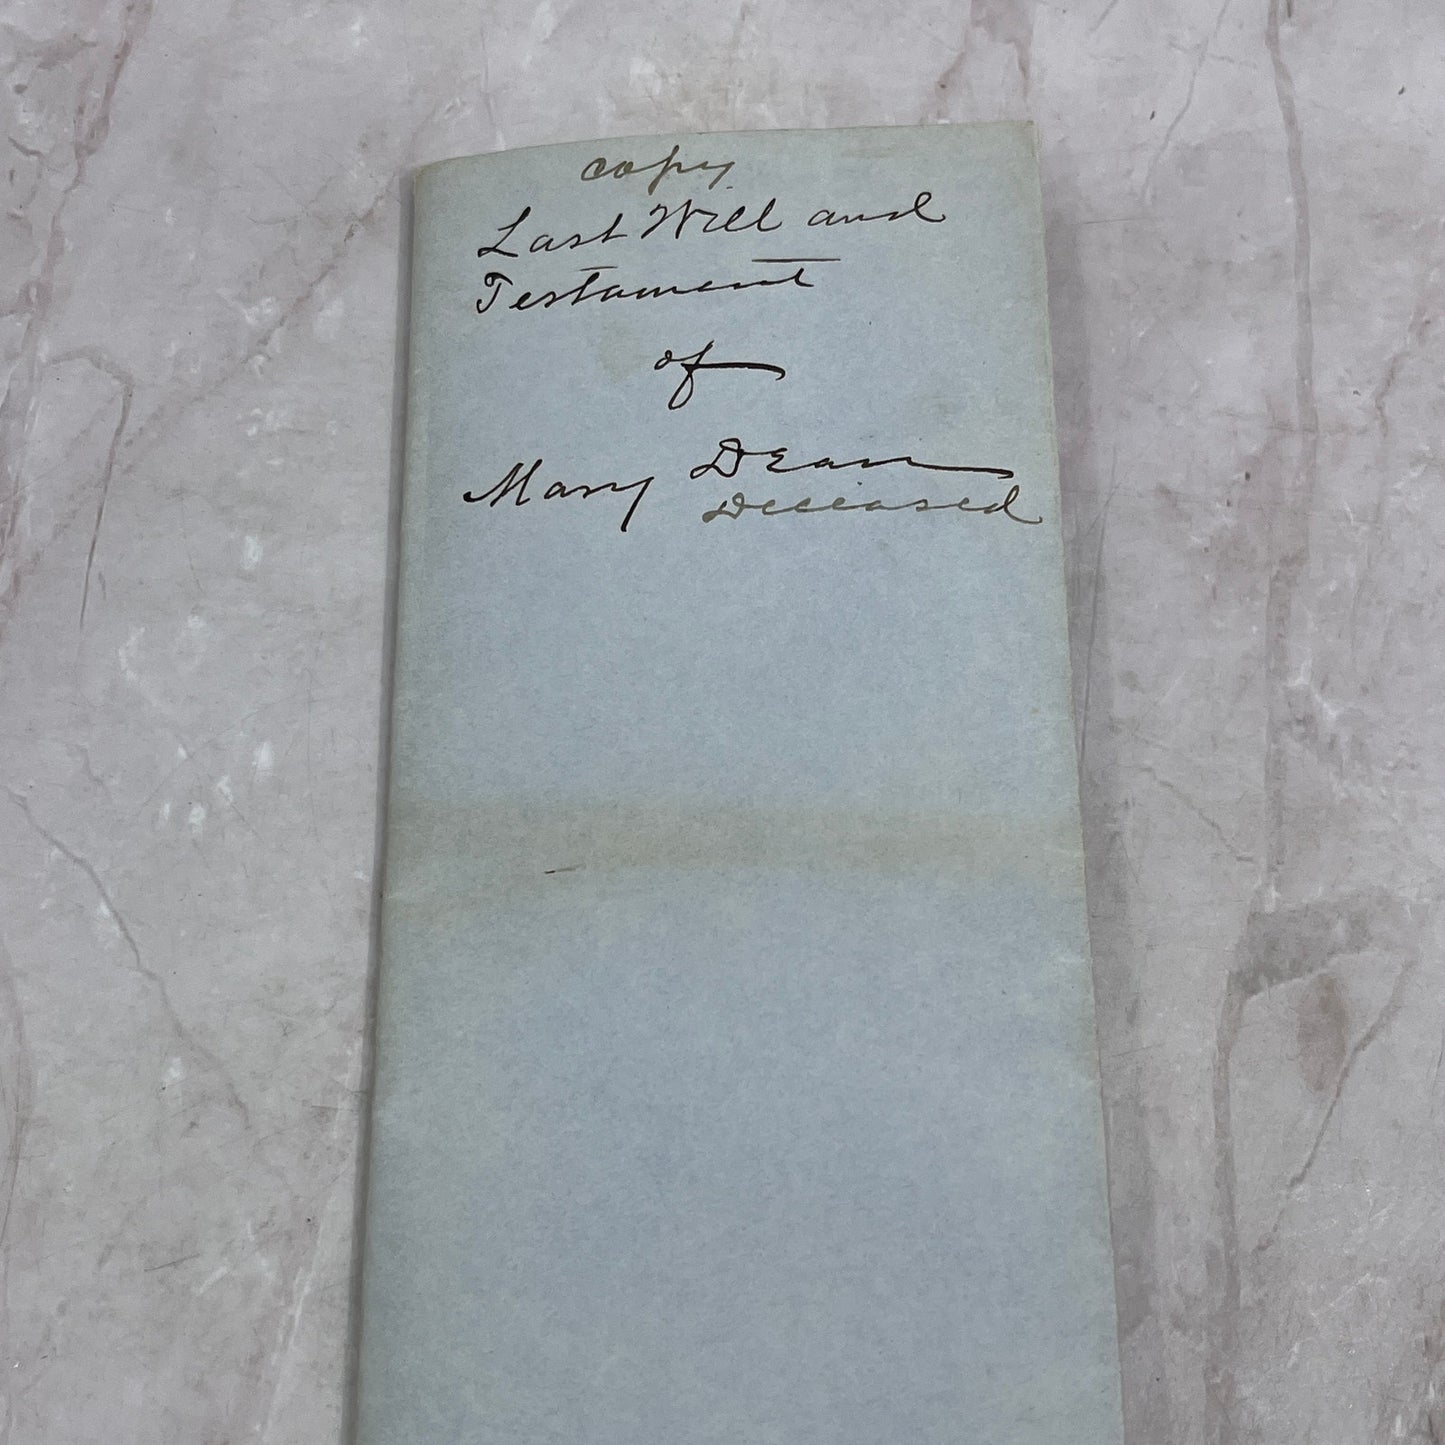 copy
Last Will and
Testament
of
Mary Dean
Deceased